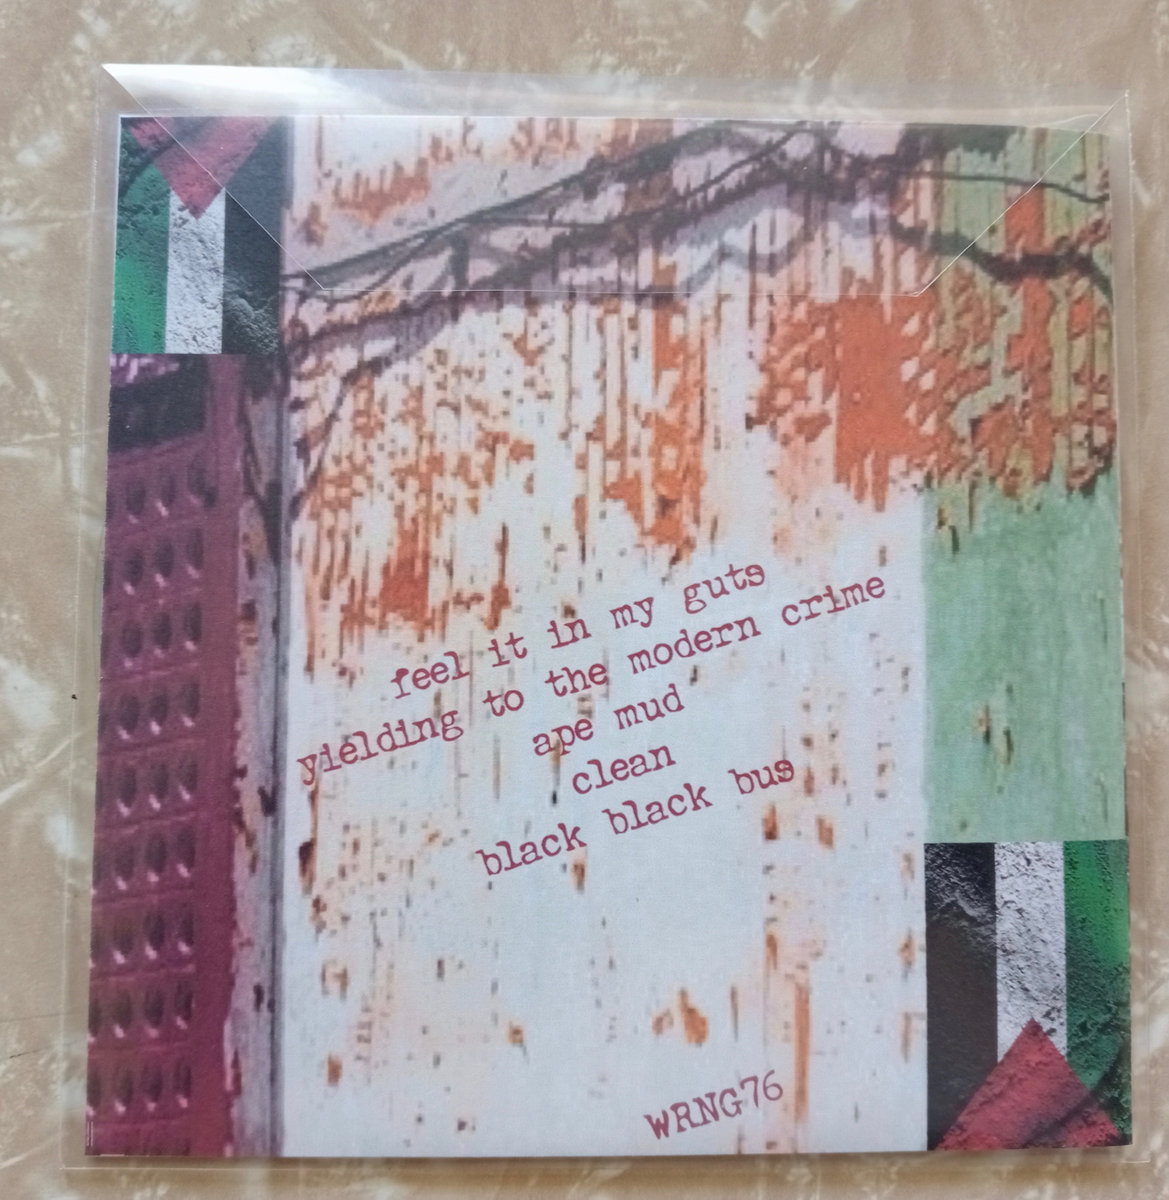 feel it in my guts
yielding to the modern crime
ape mud
clean
black black bus
WRNG76